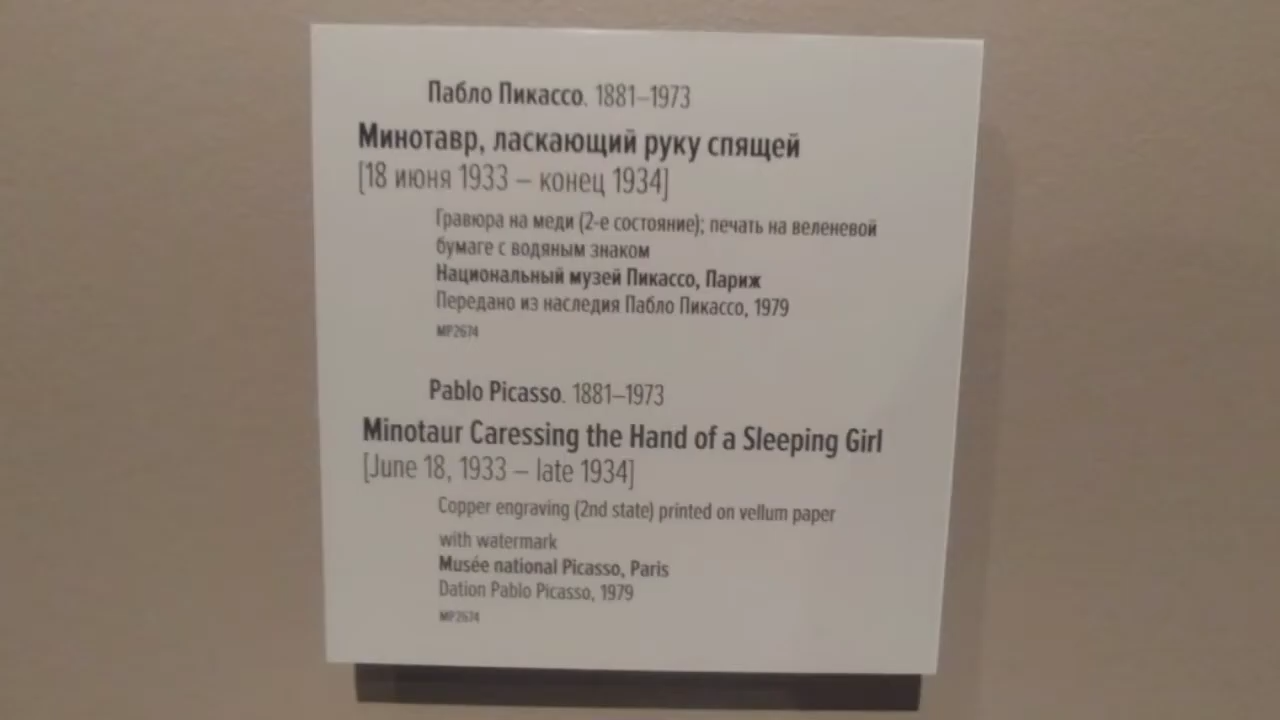 Пабло Пикассо. 1881–1973
Минотавр, ласкающий руку спящей
[18 июня 1933 – конец 1934]
Гравюра на меди (2-е состояние); печать на веленевой
бумаге с водяным знаком
Национальный музей Пикассо, Париж
Передано из наследия Пабло Пикассо, 1979
MP2674
Pablo Picasso. 1881–1973
Minotaur Caressing the Hand of a Sleeping Girl
[June 18, 1933 – late 1934]
Copper engraving (2nd state) printed on vellum paper
with watermark
Musée national Picasso, Paris
Dation Pablo Picasso, 1979
MP2674